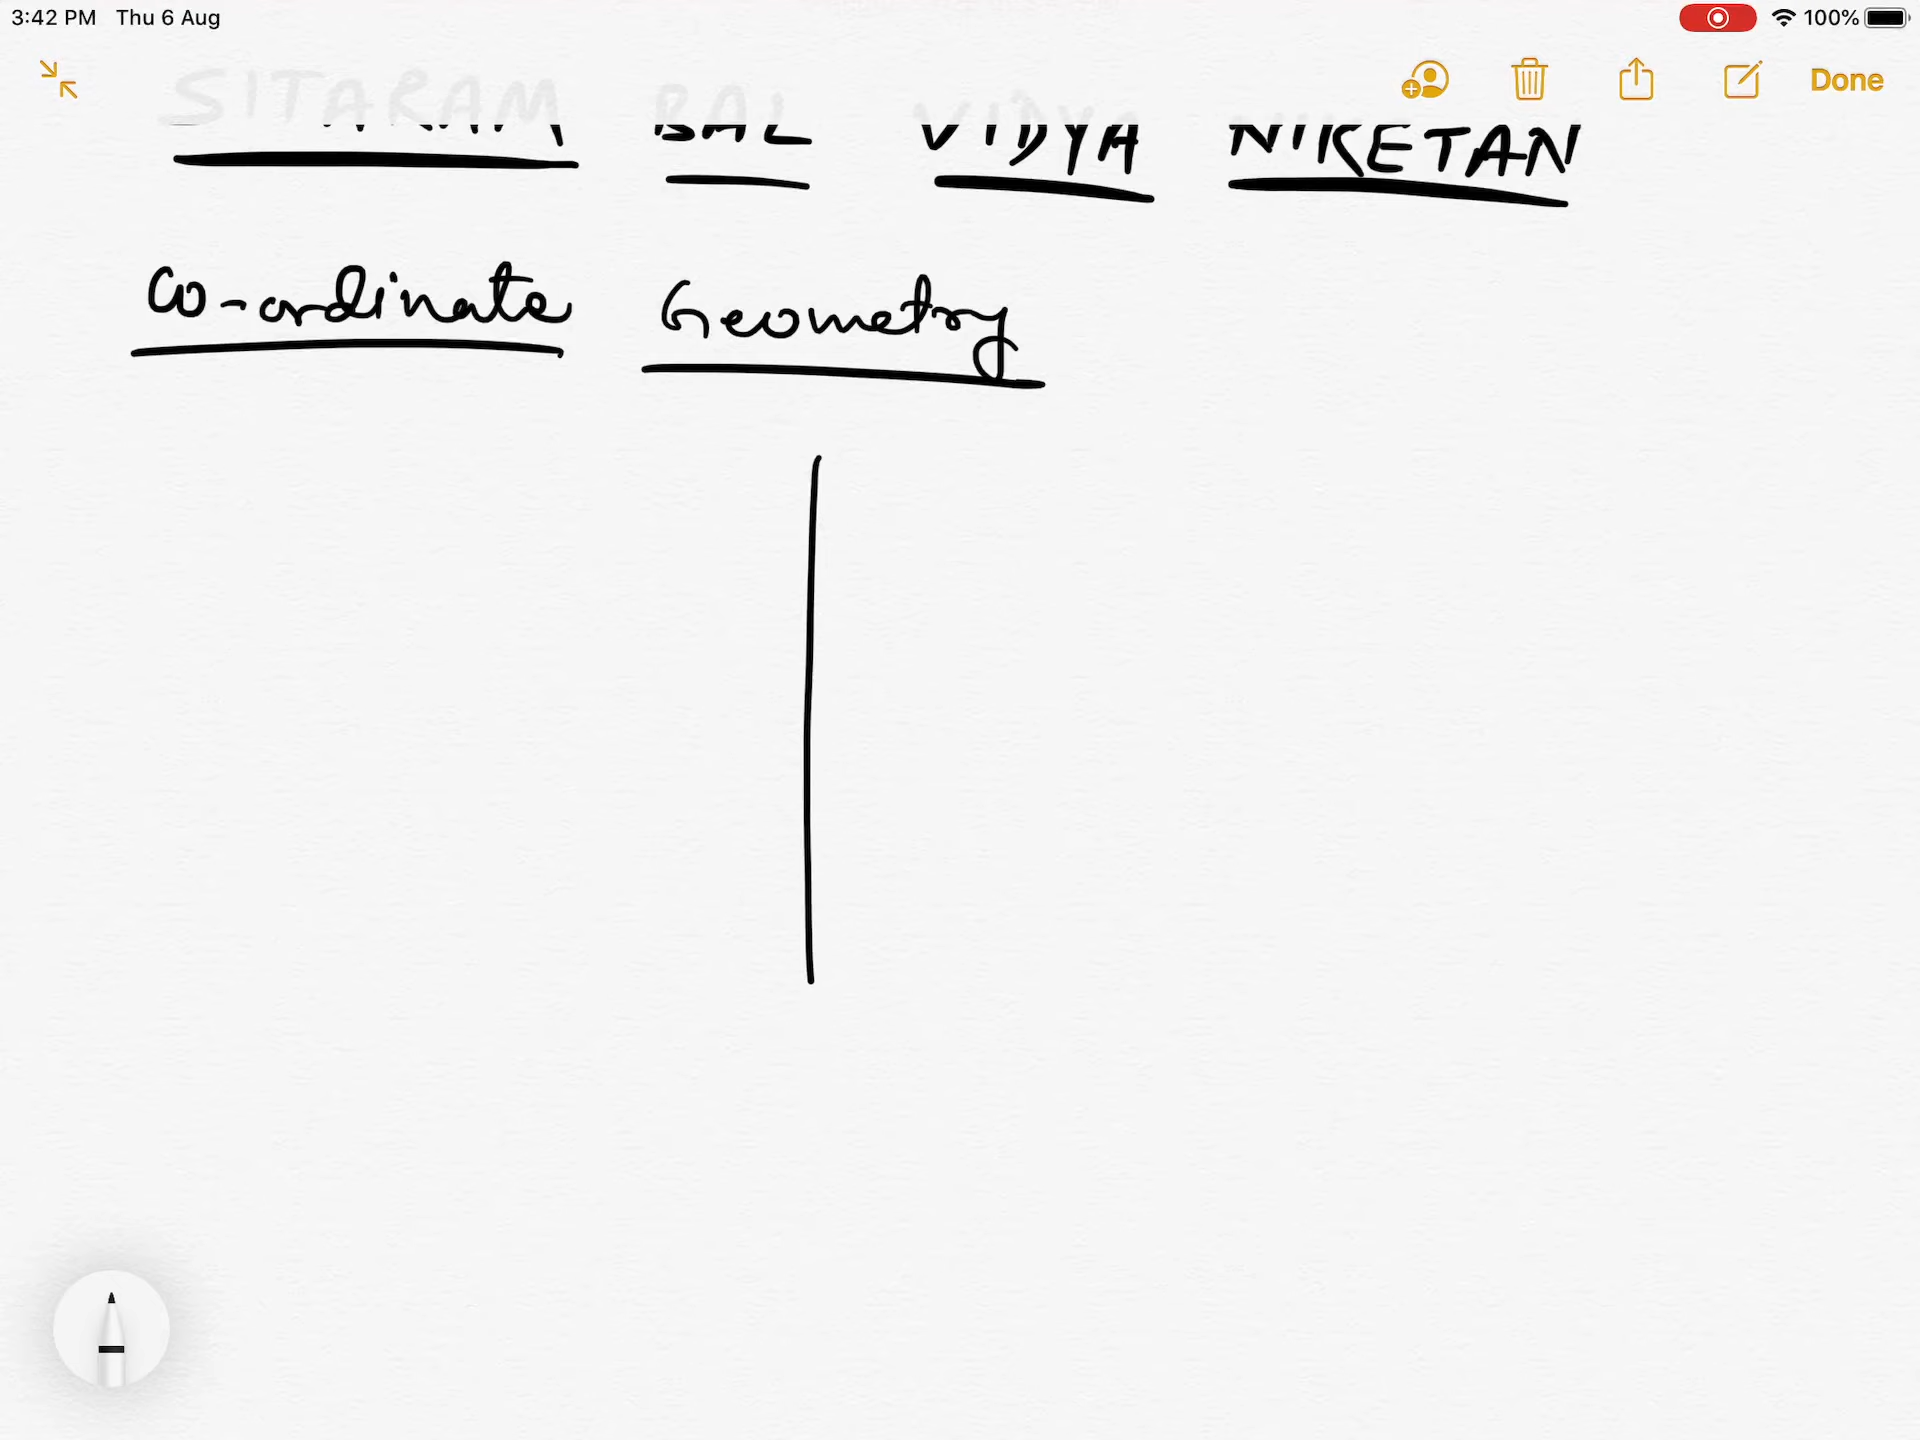 3:42 PM Thu 6 Aug 100%
Done
SITARAM BAL VIDYA NIKETAN
Co-ordinate Geometry